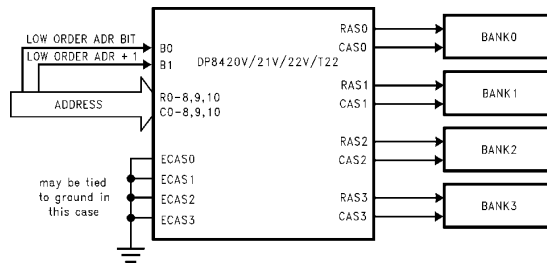 LOW ORDER ADR BIT
LOW ORDER ADR + 1
ADDRESS
B0
B1
DP8420V/21V/22V/T22
R0-8,9,10
C0-8,9,10
ECAS0
ECAS1
ECAS2
ECAS3
may be tied
to ground in
this case
RAS0
CAS0
BANK0
RAS1
CAS1
BANK1
RAS2
CAS2
BANK2
RAS3
CAS3
BANK3